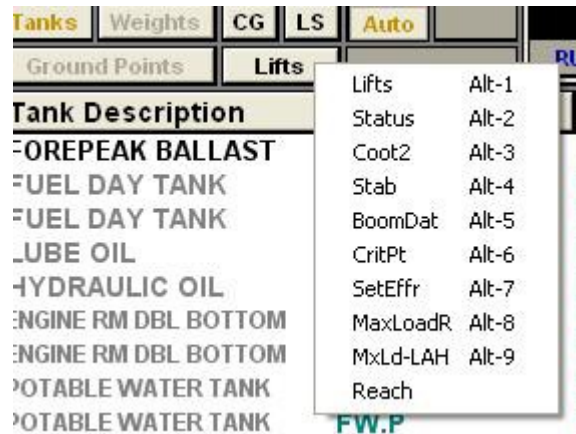 Tanks Weights CG LS Auto
Ground Points Lifts
Tank Description
FOREPEAK BALLAST
FUEL DAY TANK
FUEL DAY TANK
LUBE OIL
HYDRAULIC OIL
ENGINE RM DBL BOTTOM
ENGINE RM DBL BOTTOM
POTABLE WATER TANK
POTABLE WATER TANK FW.P
Lifts Alt-1
Status Alt-2
Coot2 Alt-3
Stab Alt-4
BoomDat Alt-5
CritPt Alt-6
SetEffr Alt-7
MaxLoadR Alt-8
MxLd-LAH Alt-9
Reach